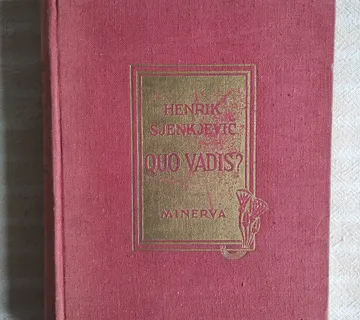 HENRIK
SJENKJEVIĆ
QUO VADIS?
MINERVA